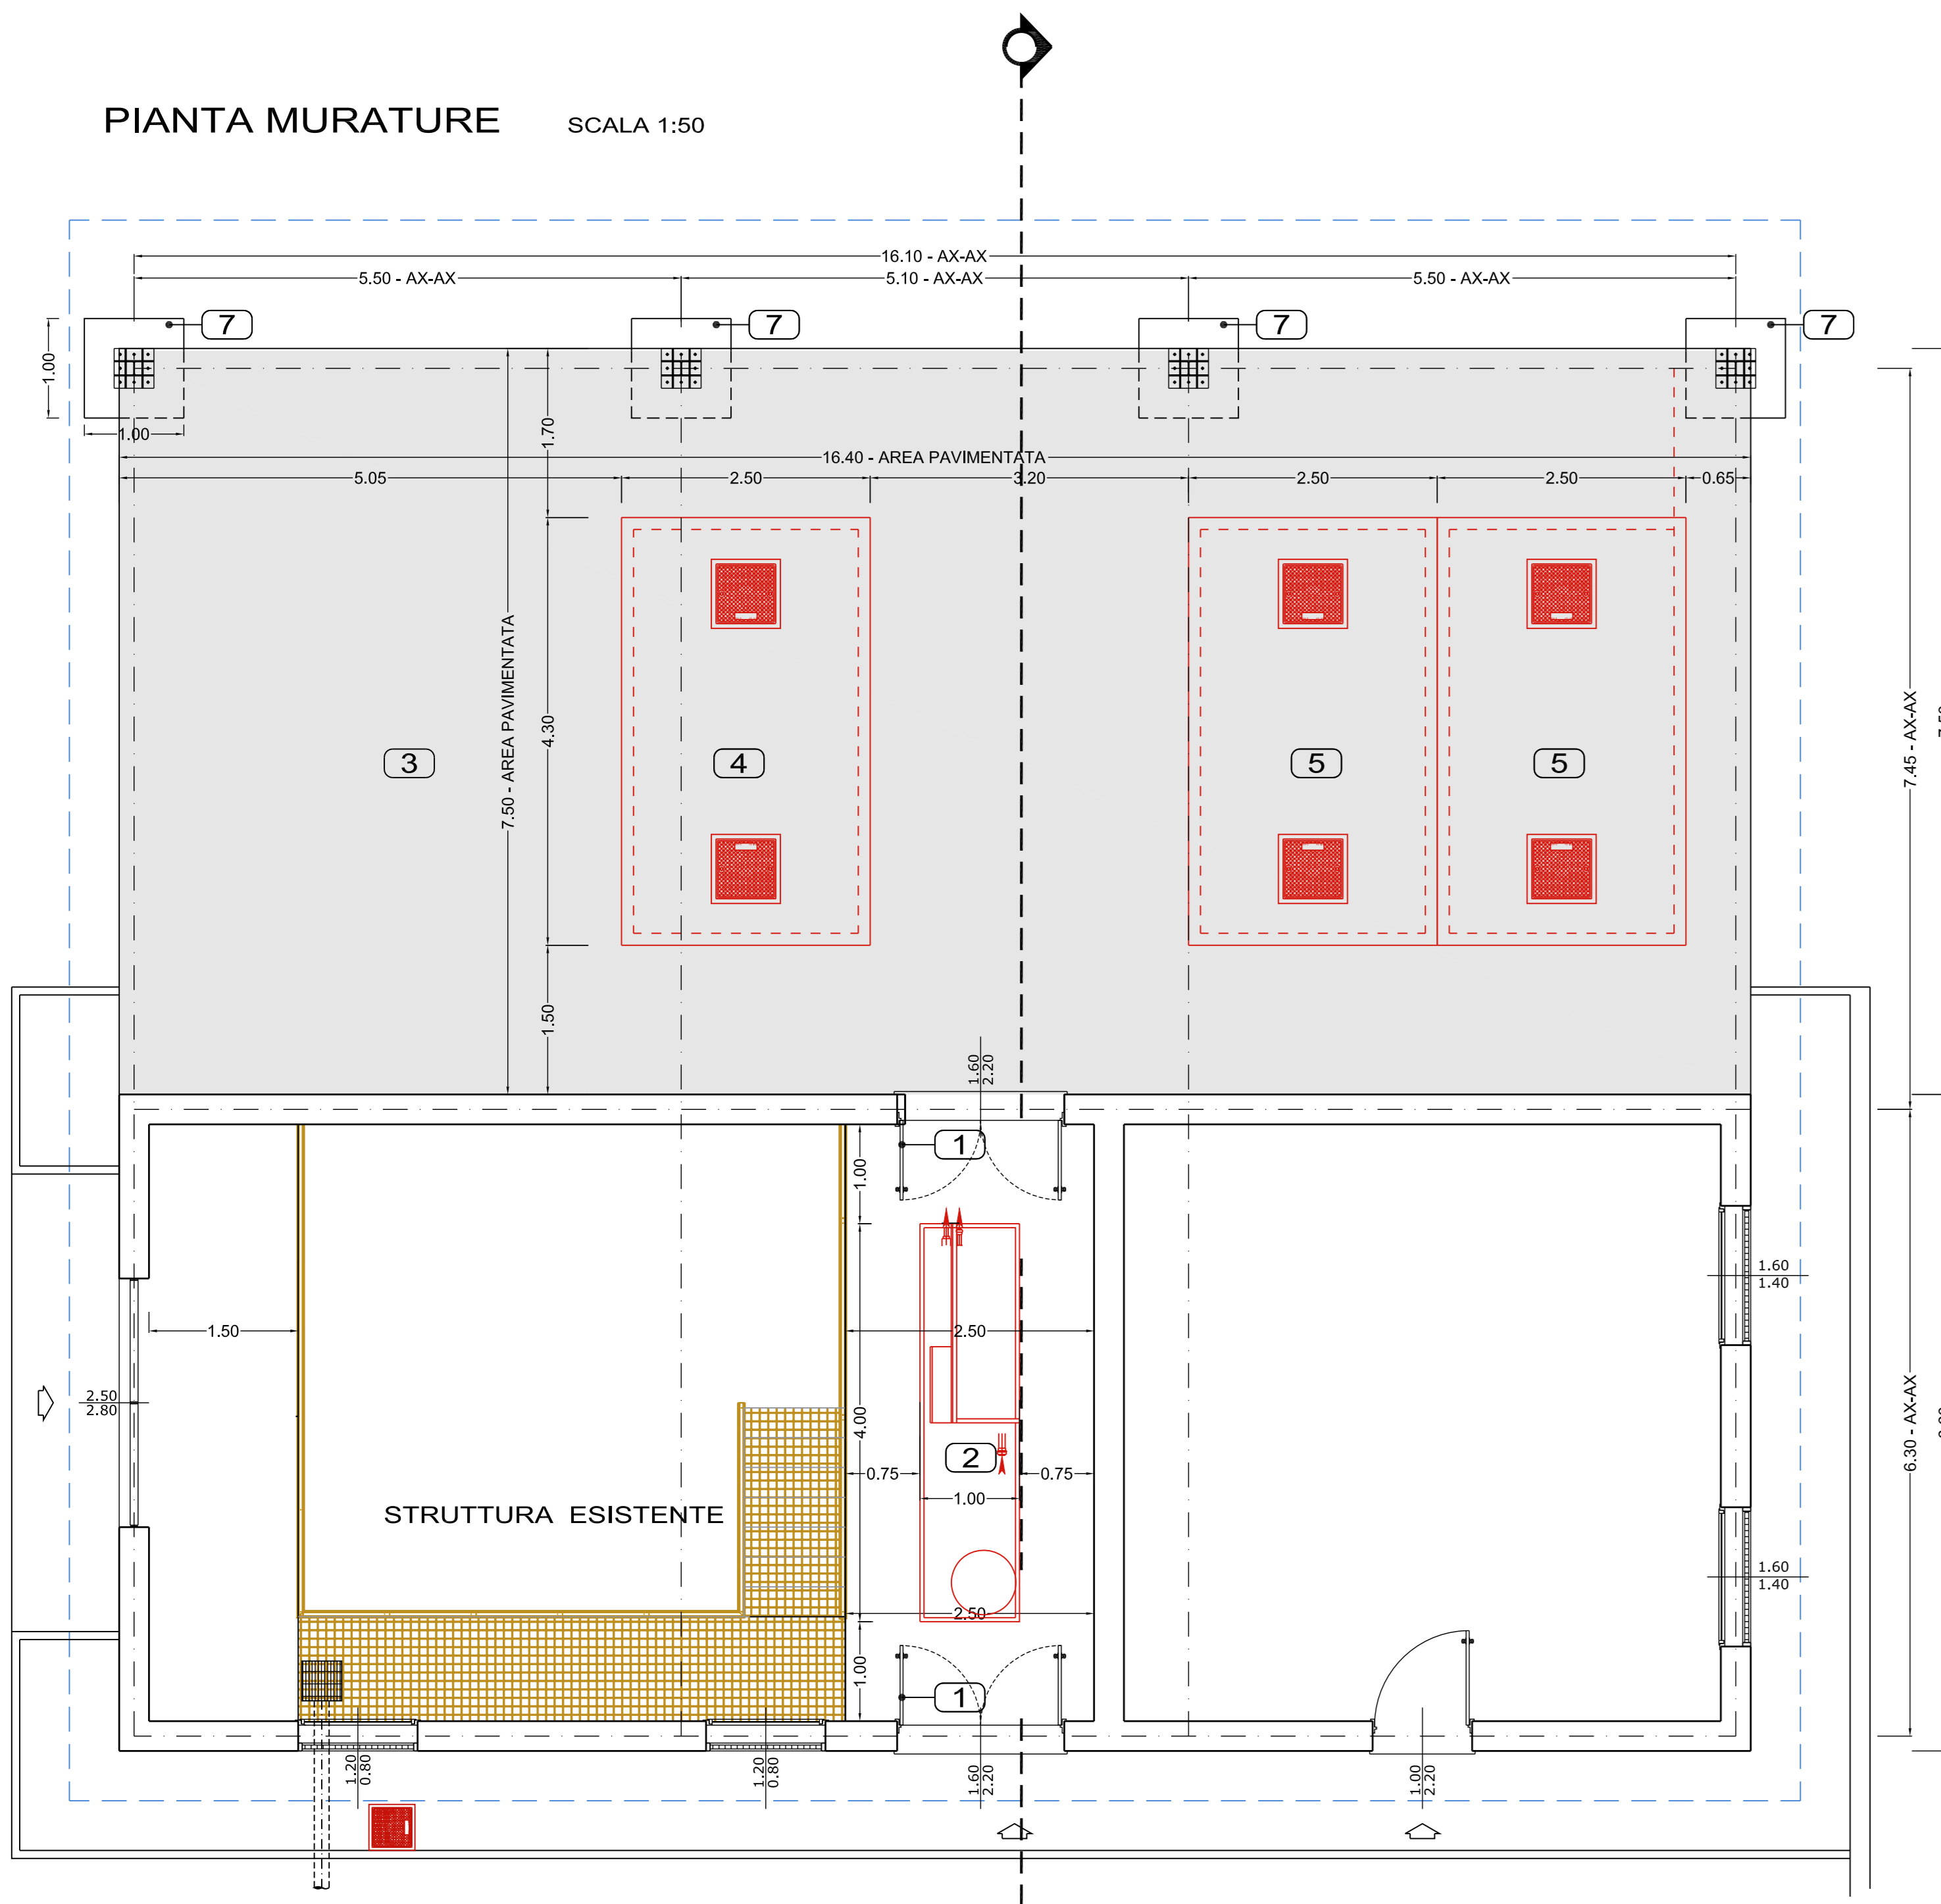 PIANTA MURATURE SCALA 1:50
16.10 - AX-AX
5.50 - AX-AX 5.10 - AX-AX 5.50 - AX-AX
7 7 7 7
1.00
1.00
1.70
16.40 - AREA PAVIMENTATA
5.05 2.50 3.20 2.50 2.50 0.65
7.50 - AREA PAVIMENTATA
4.30
7.45 - AX-AX
3 4 5 5
1.50
1.60
2.20
1
1.00
1.60
1.40
1.50 2.50
2.50
2.80
4.00
6.30 - AX-AX
2
0.75 0.75
1.00
STRUTTURA ESISTENTE
1.60
1.40
2.50
1.00
1
1.20
0.80
1.20
0.80
1.60
2.20
1.00
2.20